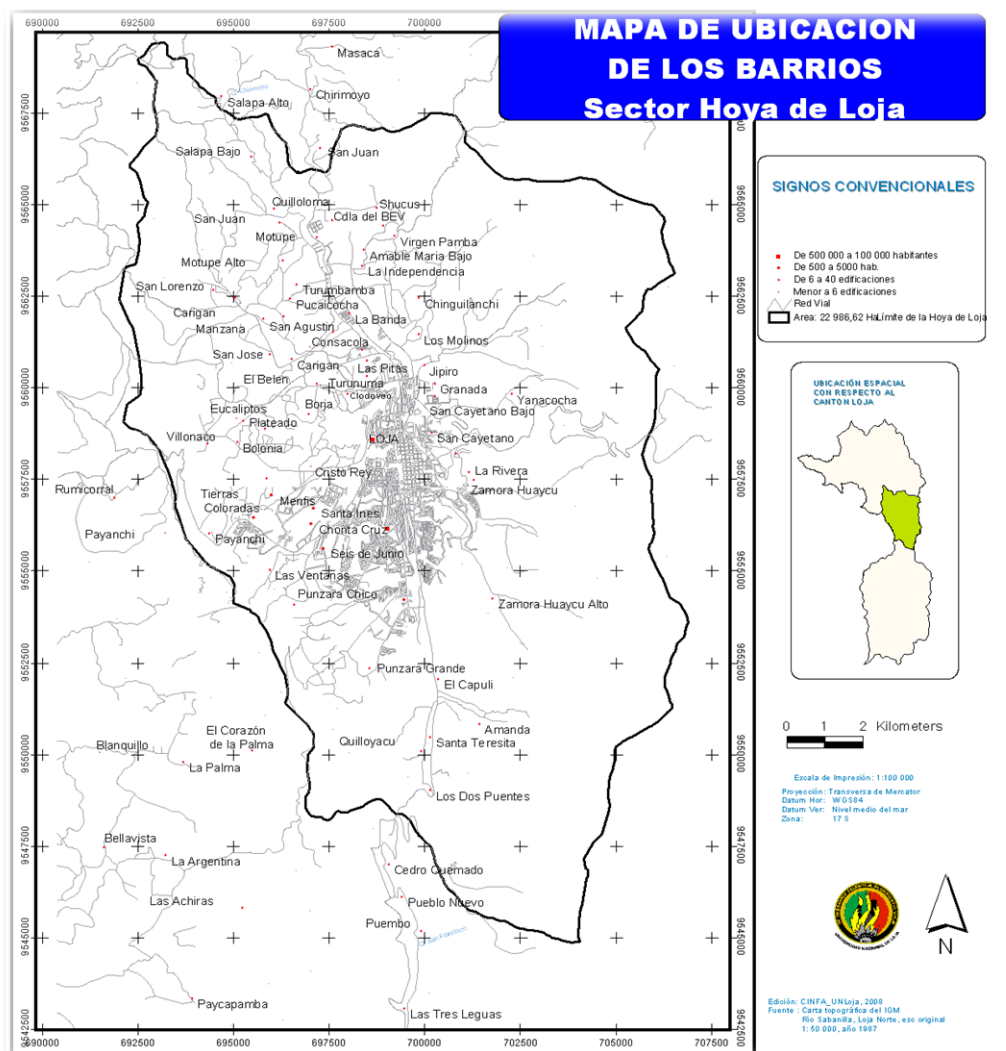 MAPA DE UBICACION
DE LOS BARRIOS
Sector Hoya de Loja
690000 692500 695000 697500 700000
Masaca
Chirimoyo
Salapa Alto
San Juan
Salapa Bajo
Quilloloma
Shucus
Cdla del BEV
San Juan
Motupe
Virgen Pamba
Amable Maria Bajo
Motupe Alto
La Independencia
San Lorenzo
Turumbamba
Pucaicocha
Chinguilanchi
Carigan
La Banda
Manzana
San Agustin
Consacola
Los Molinos
San Jose
Carigan
Las Pitas
Jipiro
El Belen
Turunuma
Granada
Clodoveo
Yanacocha
Eucaliptos
Borja
San Cayetano Bajo
Plateado
Villonaco
OJA
San Cayetano
Bolonia
Cristo Rey
La Rivera
Rumicorral
Zamora Huaycu
Tierras
Coloradas
Menfis
Santa Ines
Payanchi
Payanchi
Chonta Cruz
Seis de Junio
Las Ventanas
Punzara Chico
Zamora Huaycu Alto
Punzara Grande
El Capuli
El Corazón
de la Palma
Amanda
Blanquillo
Quilloyacu
Santa Teresita
La Palma
Los Dos Puentes
Bellavista
La Argentina
Cedro Quemado
Las Achiras
Pueblo Nuevo
Puembo
Paycapamba
Las Tres Leguas
9567500
9565000
9562500
9560000
9557500
9555000
9552500
9550000
9547500
9545000
9542500
690000 692500 695000 697500 700000 702500 705000 707500
SIGNOS CONVENCIONALES
De 500 000 a 100 000 habitantes
De 500 a 5000 hab.
De 6 a 40 edificaciones
Menor a 6 edificaciones
Red Vial
Area: 22 986,62 HaLímite de la Hoya de Loja
UBICACIÓN ESPACIAL
CON RESPECTO AL
CANTON LOJA
0 1 2 Kilometers
Escala de Impresión: 1:100 000
Proyección: Transversa de Mercator
Datum Hor: WGS84
Datum Ver: Nivel medio del mar
Zona: 17 S
N
Edición: CINFA_UNLoja, 2008
Fuente : Carta topográfica del IGM
Río Sabanilla, Loja Norte, esc original
1: 50 000, año 1987